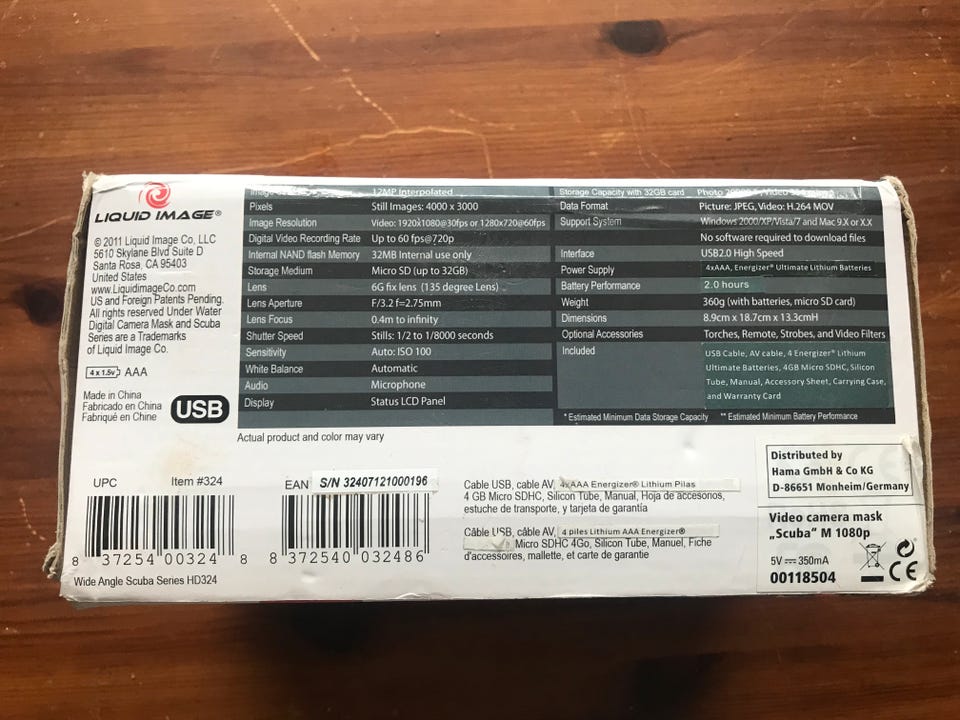 LIQUID IMAGE®
© 2011 Liquid Image Co, LLC
5610 Skylane Blvd Suite D
Santa Rosa, CA 95403
United States
www.LiquidimageCo.com
US and Foreign Patents Pending.
All rights reserved Under Water
Digital Camera Mask and Scuba
Series are a Trademarks
of Liquid Image Co.
4 x 1.5v AAA
Made in China
Fabricado en China
Fabriqué en Chine
USB
12MP Interpolated
Pixels Still Images: 4000 x 3000
Image Resolution Video: 1920x1080@30fps or 1280x720@60fps
Digital Video Recording Rate Up to 60 fps@720p
Internal NAND flash Memory 32MB Internal use only
Storage Medium Micro SD (up to 32GB)
Lens 6G fix lens (135 degree Lens)
Lens Aperture F/3.2 f=2.75mm
Lens Focus 0.4m to infinity
Shutter Speed Stills: 1/2 to 1/8000 seconds
Sensitivity Auto: ISO 100
White Balance Automatic
Audio Microphone
Display Status LCD Panel
Storage Capacity with 32GB card Photo
Data Format Picture: JPEG, Video: H.264 MOV
Support System Windows 2000/XP/Vista/7 and Mac 9.X or X.X
No software required to download files
Interface USB2.0 High Speed
Power Supply 4xAAA, Energizer® Ultimate Lithium Batteries
Battery Performance 2.0 hours
Weight 360g (with batteries, micro SD card)
Dimensions 8.9cm x 18.7cm x 13.3cmH
Optional Accessories Torches, Remote, Strobes, and Video Filters
Included USB Cable, AV cable, 4 Energizer® Lithium
Ultimate Batteries, 4GB Micro SDHC, Silicon
Tube, Manual, Accessory Sheet, Carrying Case,
and Warranty Card
* Estimated Minimum Data Storage Capacity ** Estimated Minimum Battery Performance
Actual product and color may vary
UPC Item #324
8 37254 00324 8
Wide Angle Scuba Series HD324
EAN S/N 32407121000196
8 372540 032486
Cable USB, cable AV, 4xAAA Energizer® Lithium Pilas
4 GB Micro SDHC, Silicon Tube, Manual, Hoja de accesorios,
estuche de transporte, y tarjeta de garantía
Câble USB, câble AV, 4 piles Lithium AAA Energizer®
Micro SDHC 4Go, Silicon Tube, Manuel, Fiche
d'accessoires, mallette, et carte de garantie
Distributed by
Hama GmbH & Co KG
D-86651 Monheim/Germany
Video camera mask
„Scuba" M 1080p
5V ⎓ 350mA
00118504
CE